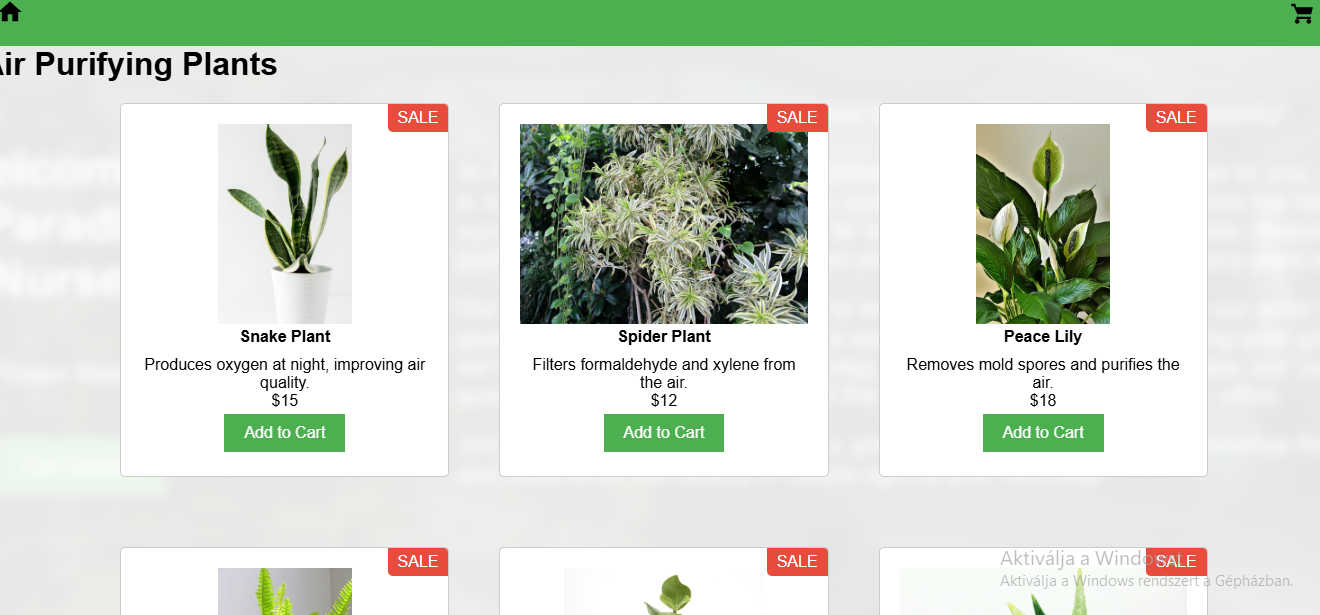 Air Purifying Plants
SALE
SALE
SALE
Snake Plant
Produces oxygen at night, improving air
quality.
$15
Add to Cart
Spider Plant
Filters formaldehyde and xylene from
the air.
$12
Add to Cart
Peace Lily
Removes mold spores and purifies the
air.
$18
Add to Cart
SALE
SALE
SALE
Aktiválja a Windowst
Aktiválja a Windows rendszert a Gépházban.